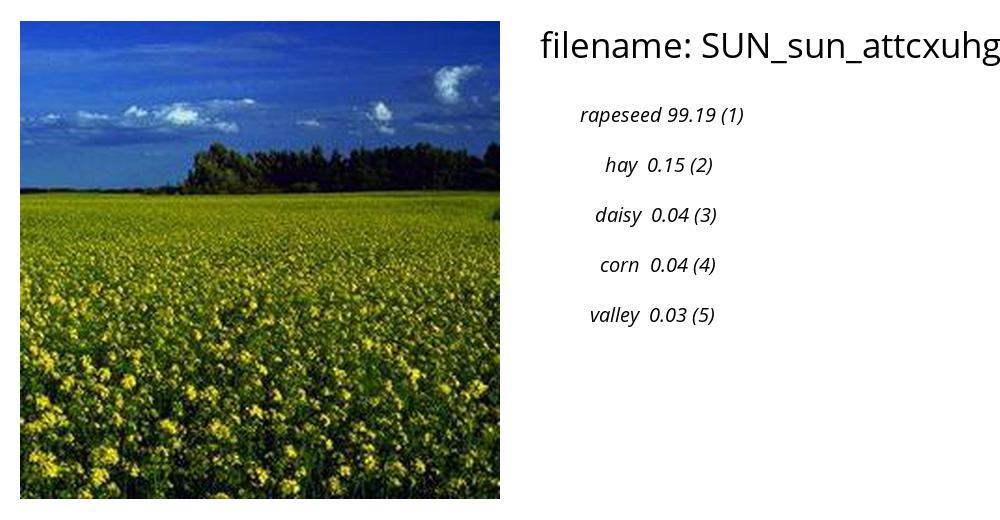 filename: SUN_sun_attcxuhg
rapeseed 99.19 (1)
hay 0.15 (2)
daisy 0.04 (3)
corn 0.04 (4)
valley 0.03 (5)